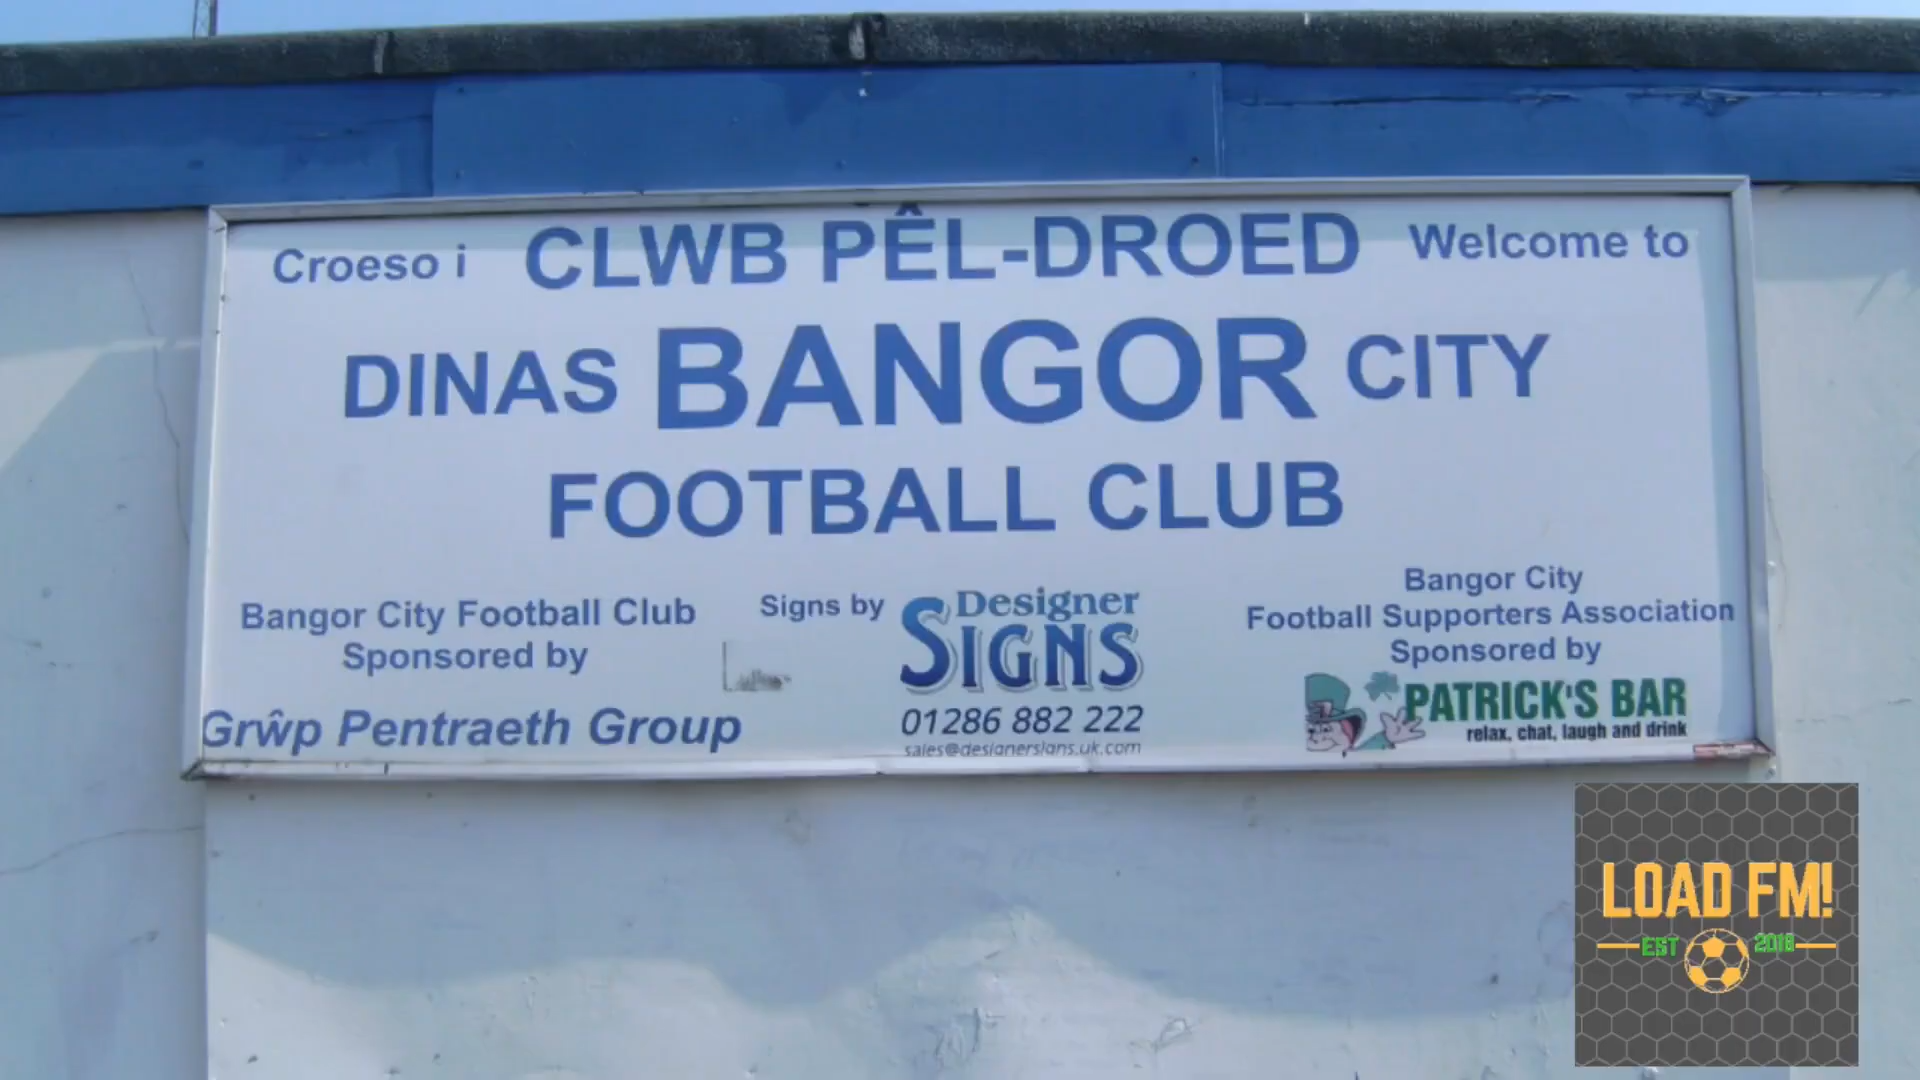 Croeso i CLWB PÊL-DROED Welcome to
DINAS BANGOR CITY
FOOTBALL CLUB
Bangor City Football Club
Sponsored by
Grŵp Pentraeth Group
Signs by Designer
SIGNS
01286 882 222
sales@designersigns.uk.com
Bangor City
Football Supporters Association
Sponsored by
PATRICK'S BAR
relax, chat, laugh and drink
LOAD FM!
EST 2018